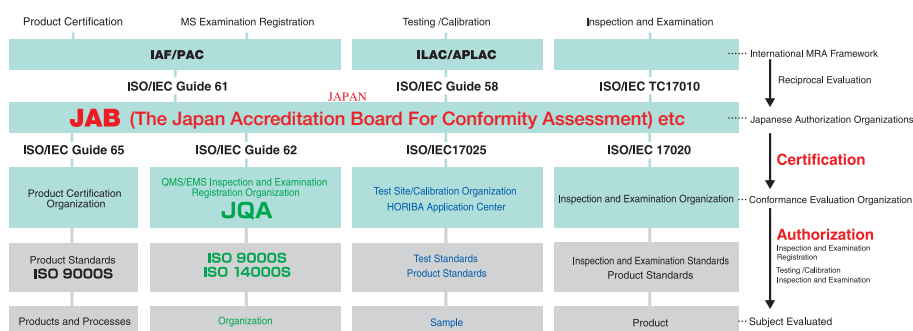 Product Certification
MS Examination Registration
Testing /Calibration
Inspection and Examination
IAF/PAC
ILAC/APLAC
International MRA Framework
ISO/IEC Guide 61
ISO/IEC Guide 58
ISO/IEC TC17010
Reciprocal Evaluation
JAPAN
JAB (The Japan Accreditation Board For Conformity Assessment) etc
Japanese Authorization Organizations
ISO/IEC Guide 65
ISO/IEC Guide 62
ISO/IEC17025
ISO/IEC 17020
Certification
Product Certification
Organization
QMS/EMS Inspection and Examination
Registration Organization
JQA
Test Site/Calibration Organization
HORIBA Application Center
Inspection and Examination Organization
Conformance Evaluation Organization
Authorization
Inspection and Examination
Registration
Testing /Calibration
Inspection and Examination
Product Standards
ISO 9000S
ISO 9000S
ISO 14000S
Test Standards
Product Standards
Inspection and Examination Standards
Product Standards
Products and Processes
Organization
Sample
Product
Subject Evaluated